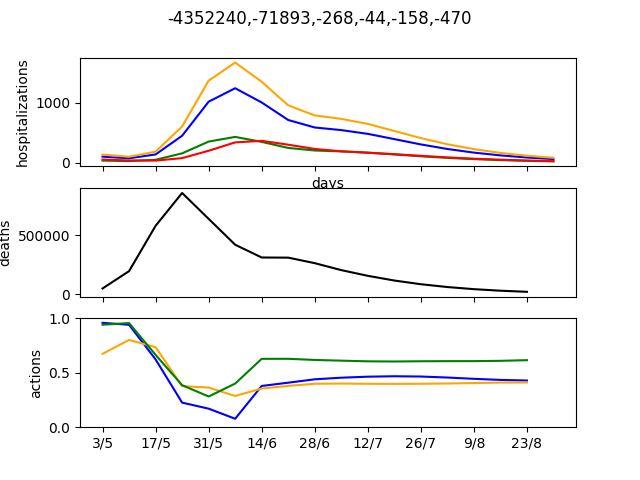 -4352240,-71893,-268,-44,-158,-470
hospitalizations
1000
0
days
deaths
500000
0
actions
1.0
0.5
0.0
3/5 17/5 31/5 14/6 28/6 12/7 26/7 9/8 23/8